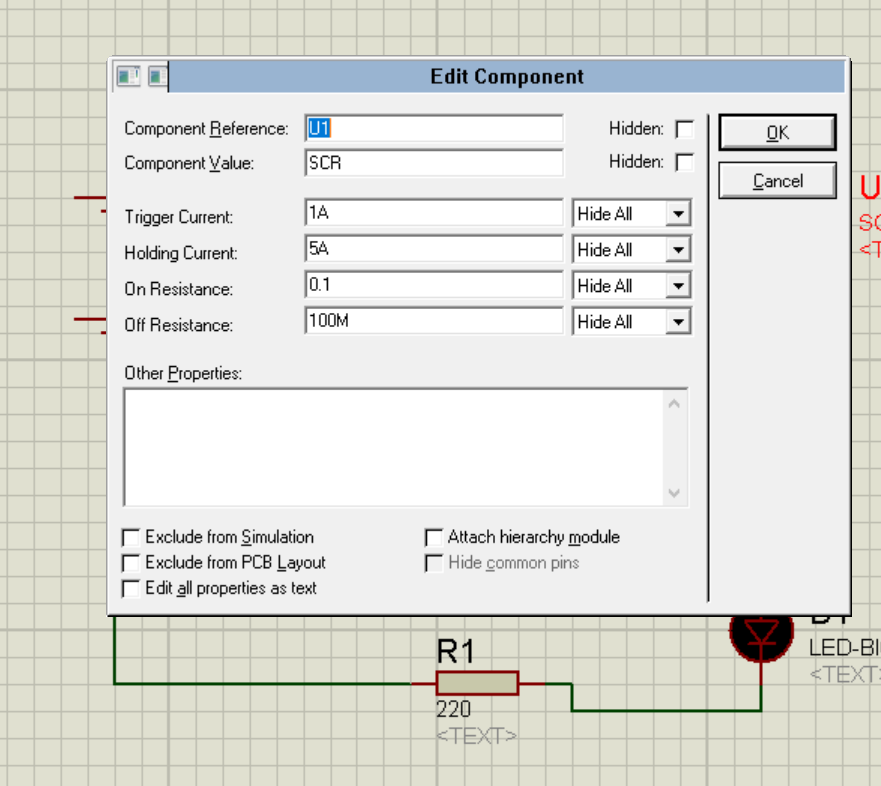 Edit Component
Component Reference: U1 Hidden:
Component Value: SCR Hidden:
OK
Cancel
Trigger Current: 1A Hide All
Holding Current: 5A Hide All
On Resistance: 0.1 Hide All
Off Resistance: 100M Hide All
Other Properties:
Exclude from Simulation Attach hierarchy module
Exclude from PCB Layout Hide common pins
Edit all properties as text
U
SC
<T
R1
220
<TEXT>
D1
LED-BI
<TEXT>